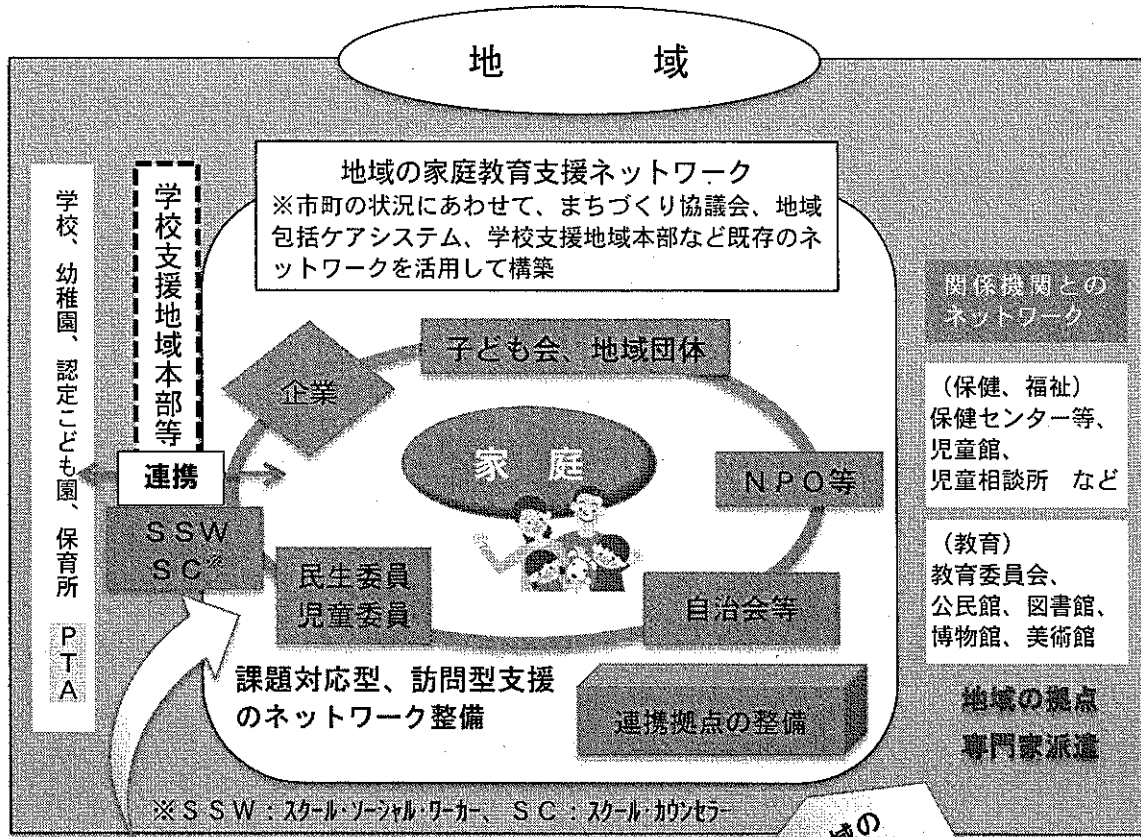 地　　域
地域の家庭教育支援ネットワーク
※市町の状況にあわせて、まちづくり協議会、地域
包括ケアシステム、学校支援地域本部など既存のネ
ットワークを活用して構築
学校、幼稚園、認定こども園、保育所　PTA
学校支援地域本部等
連携
SSW
SC※
企業
子ども会、地域団体
家　庭
NPO等
民生委員
児童委員
自治会等
課題対応型、訪問型支援
のネットワーク整備
連携拠点の整備
関係機関との
ネットワーク
（保健、福祉）
保健センター等、
児童館、
児童相談所　など
（教育）
教育委員会、
公民館、図書館、
博物館、美術館
地域の拠点
専門家派遣
※SSW：スクール・ソーシャル・ワーカー、SC：スクール・カウンセラー
域の